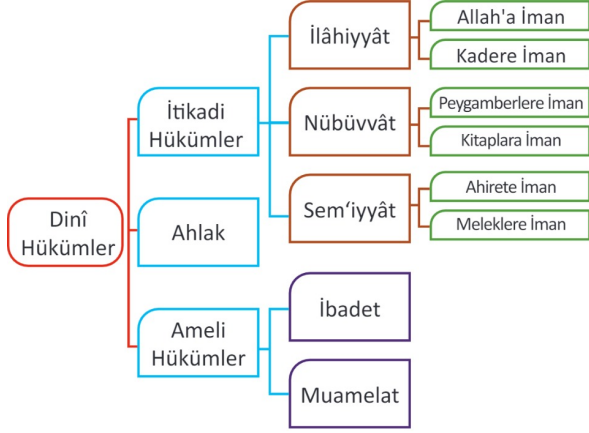 Dinî
Hükümler
İtikadi
Hükümler
İlâhiyyât
Allah'a İman
Kadere İman
Nübüvvât
Peygamberlere İman
Kitaplara İman
Sem‘iyyât
Ahirete İman
Meleklere İman
Ahlak
Ameli
Hükümler
İbadet
Muamelat